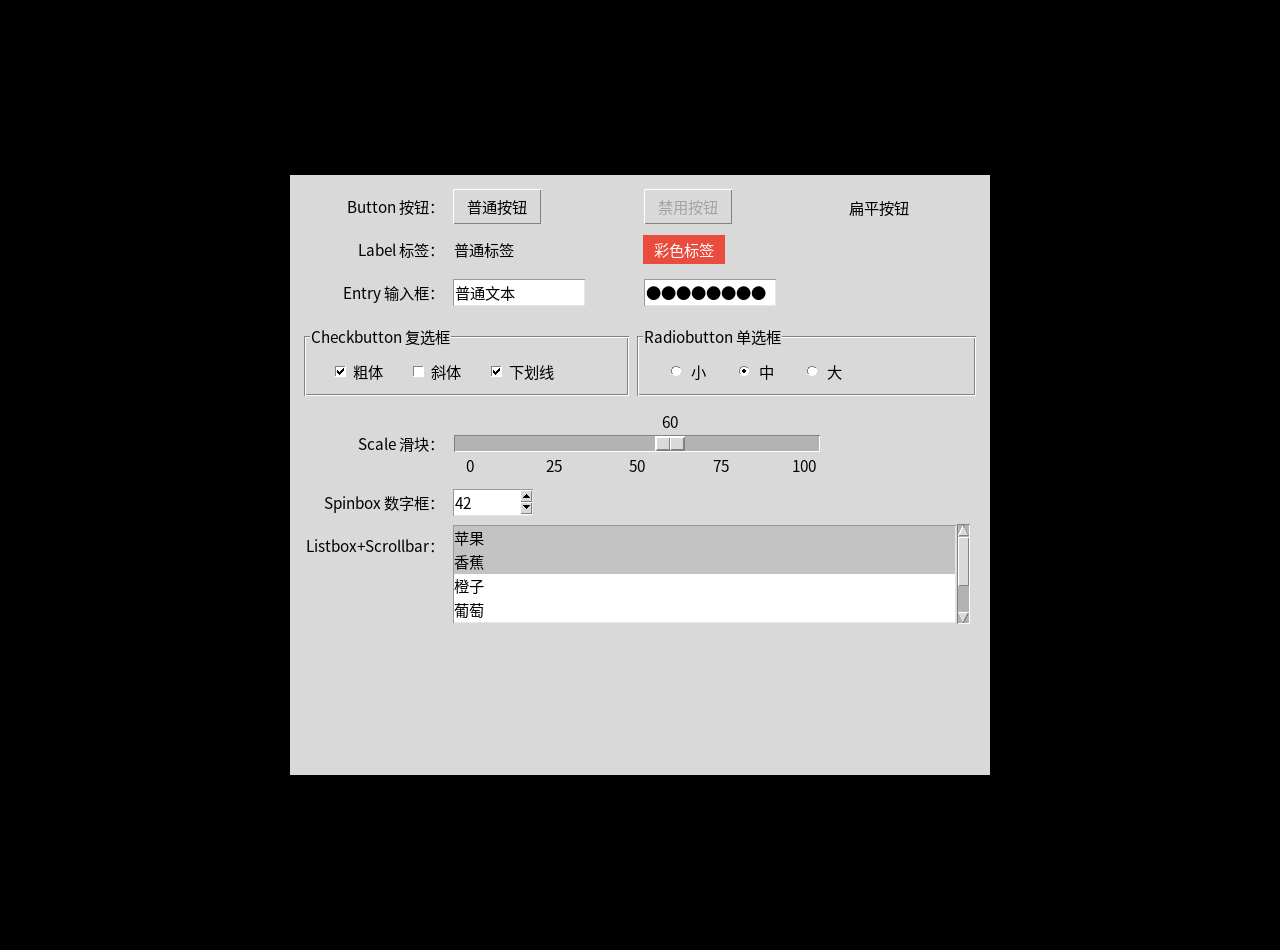 Button 按钮： 普通按钮 禁用按钮 扁平按钮
Label 标签： 普通标签 彩色标签
Entry 输入框： 普通文本 ●●●●●●●●
Checkbutton 复选框 Radiobutton 单选框
粗体 斜体 下划线 小 中 大
60
Scale 滑块：
0 25 50 75 100
Spinbox 数字框： 42
Listbox+Scrollbar： 苹果
香蕉
橙子
葡萄